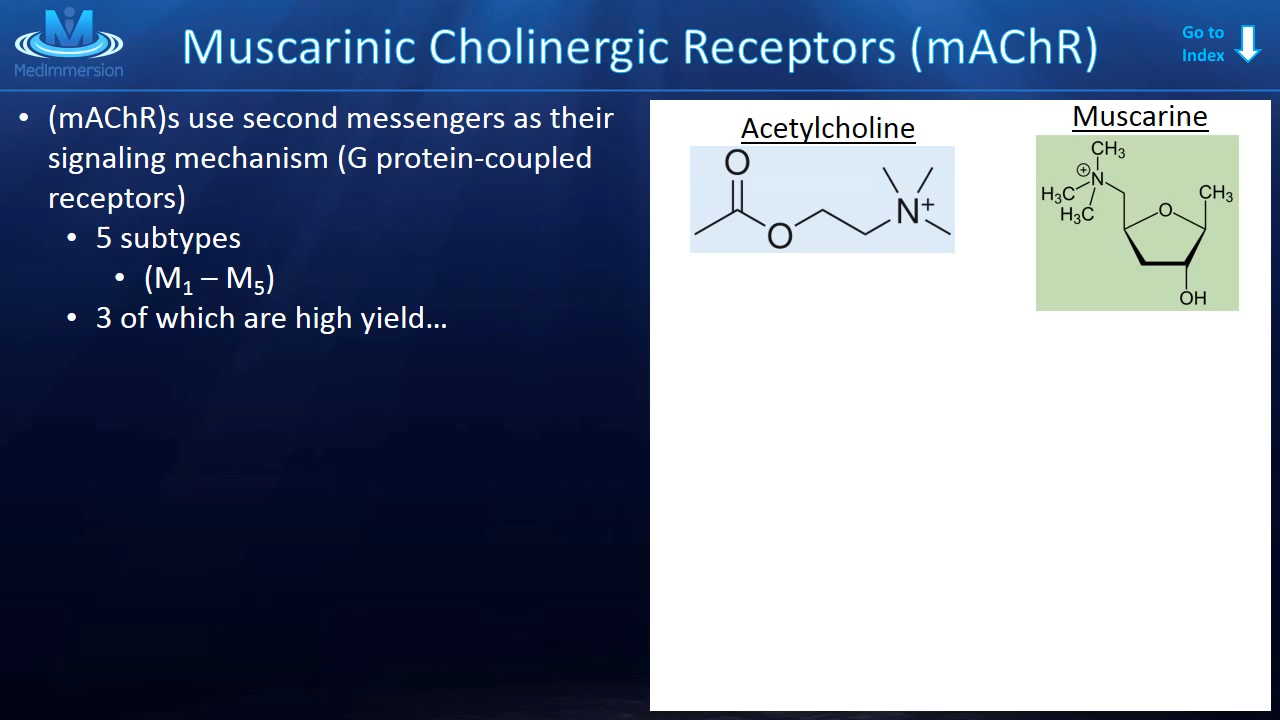 MedImmersion
Muscarinic Cholinergic Receptors (mAChR)
Go to
Index
• (mAChR)s use second messengers as their
signaling mechanism (G protein-coupled
receptors)
• 5 subtypes
• (M₁ – M₅)
• 3 of which are high yield…
Acetylcholine
O
O
N+
Muscarine
CH₃
⊕
N
H₃C
H₃C
O
CH₃
OH